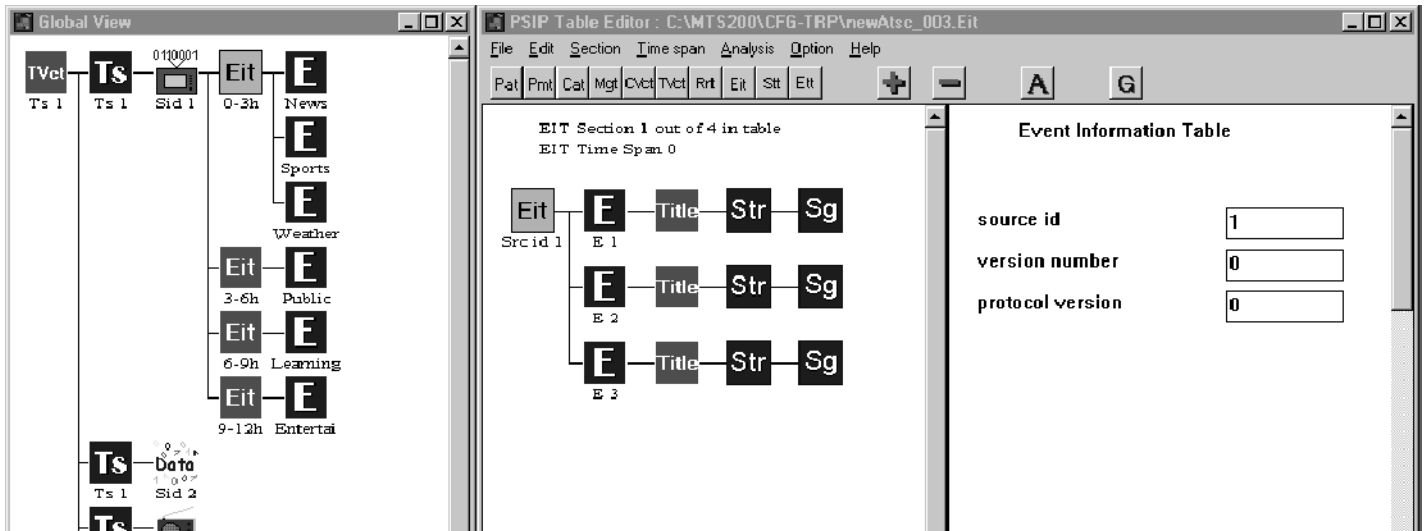 Global View
TVct Ts 0110001 Eit E
Ts 1 Ts 1 Sid 1 0-3h News
E
Sports
E
Weather
Eit E
3-6h Public
Eit E
6-9h Learning
Eit E
9-12h Entertai
Ts Data
Ts 1 Sid 2
Ts
PSIP Table Editor : C:\MTS200\CFG-TRP\newAtsc_003.Eit
File Edit Section Time span Analysis Option Help
Pat Pmt Cat Mgt CVct TVct Rrt Eit Stt Ett + - A G
EIT Section 1 out of 4 in table
EIT Time Span 0
Eit E Title Str Sg
Src id 1 E 1
E Title Str Sg
E 2
E Title Str Sg
E 3
Event Information Table
source id 1
version number 0
protocol version 0